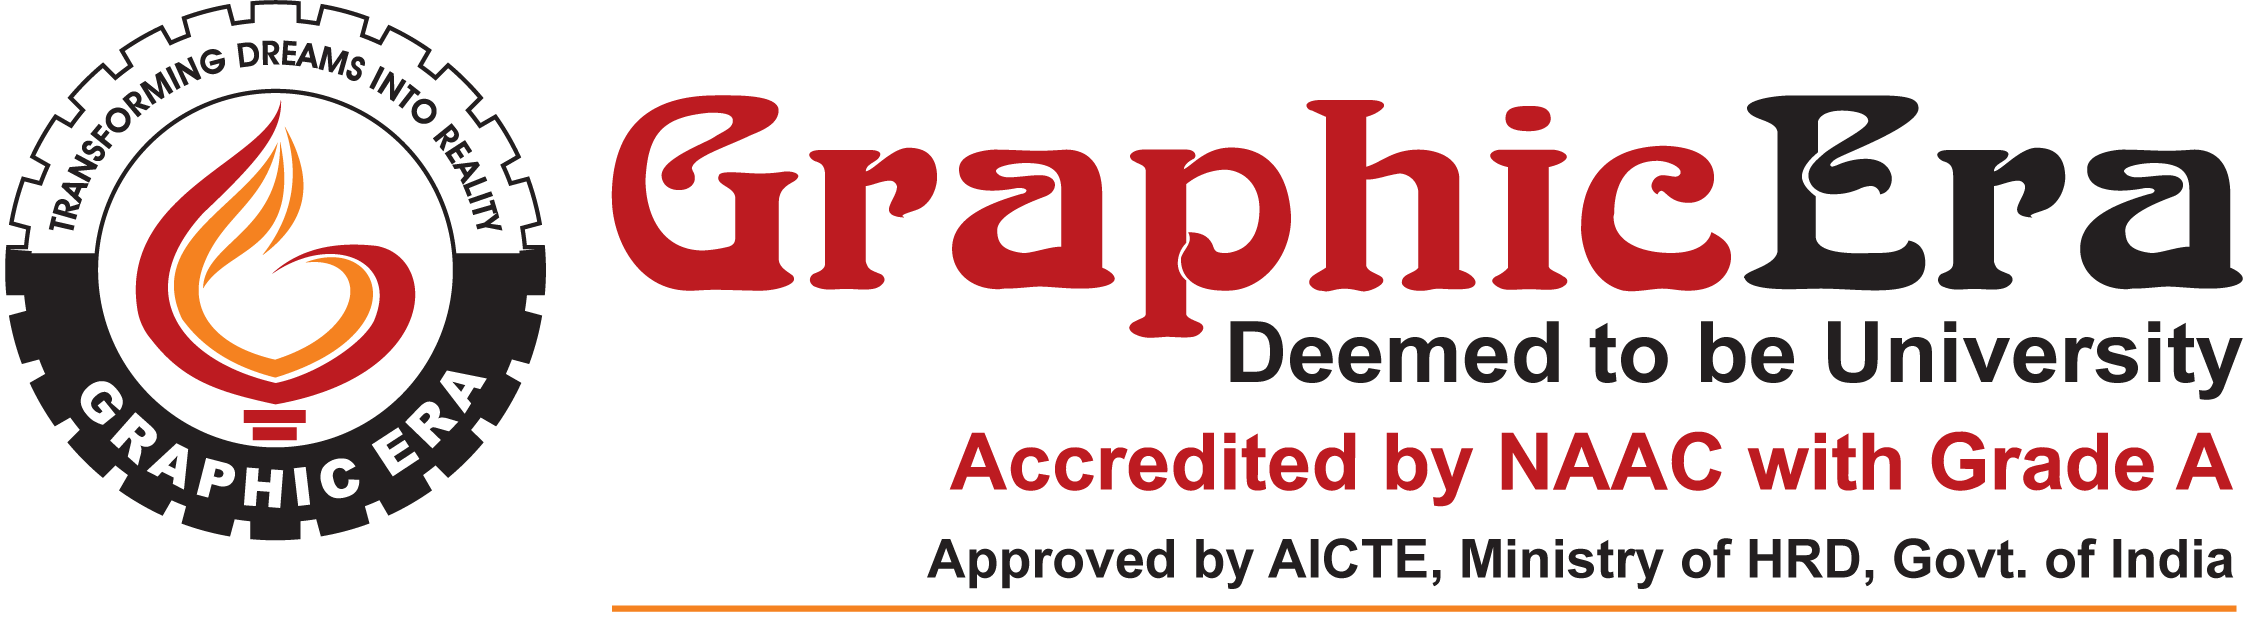 TRANSFORMING DREAMS INTO REALITY
GRAPHIC ERA
GraphicEra
Deemed to be University
Accredited by NAAC with Grade A
Approved by AICTE, Ministry of HRD, Govt. of India